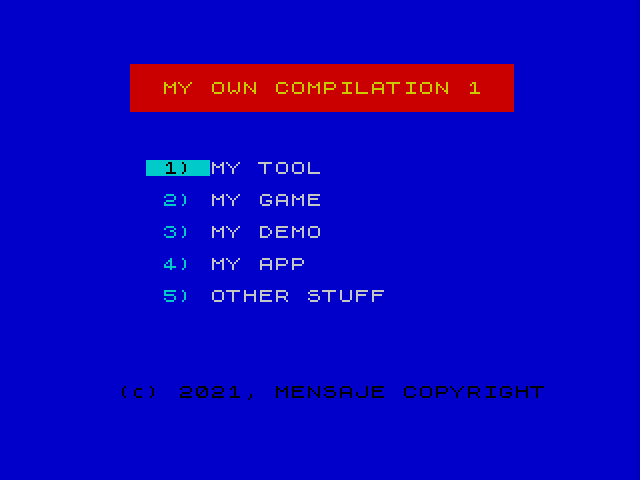 MY OWN COMPILATION 1
1) MY TOOL
2) MY GAME
3) MY DEMO
4) MY APP
5) OTHER STUFF
(c) 2021, MENSAJE COPYRIGHT